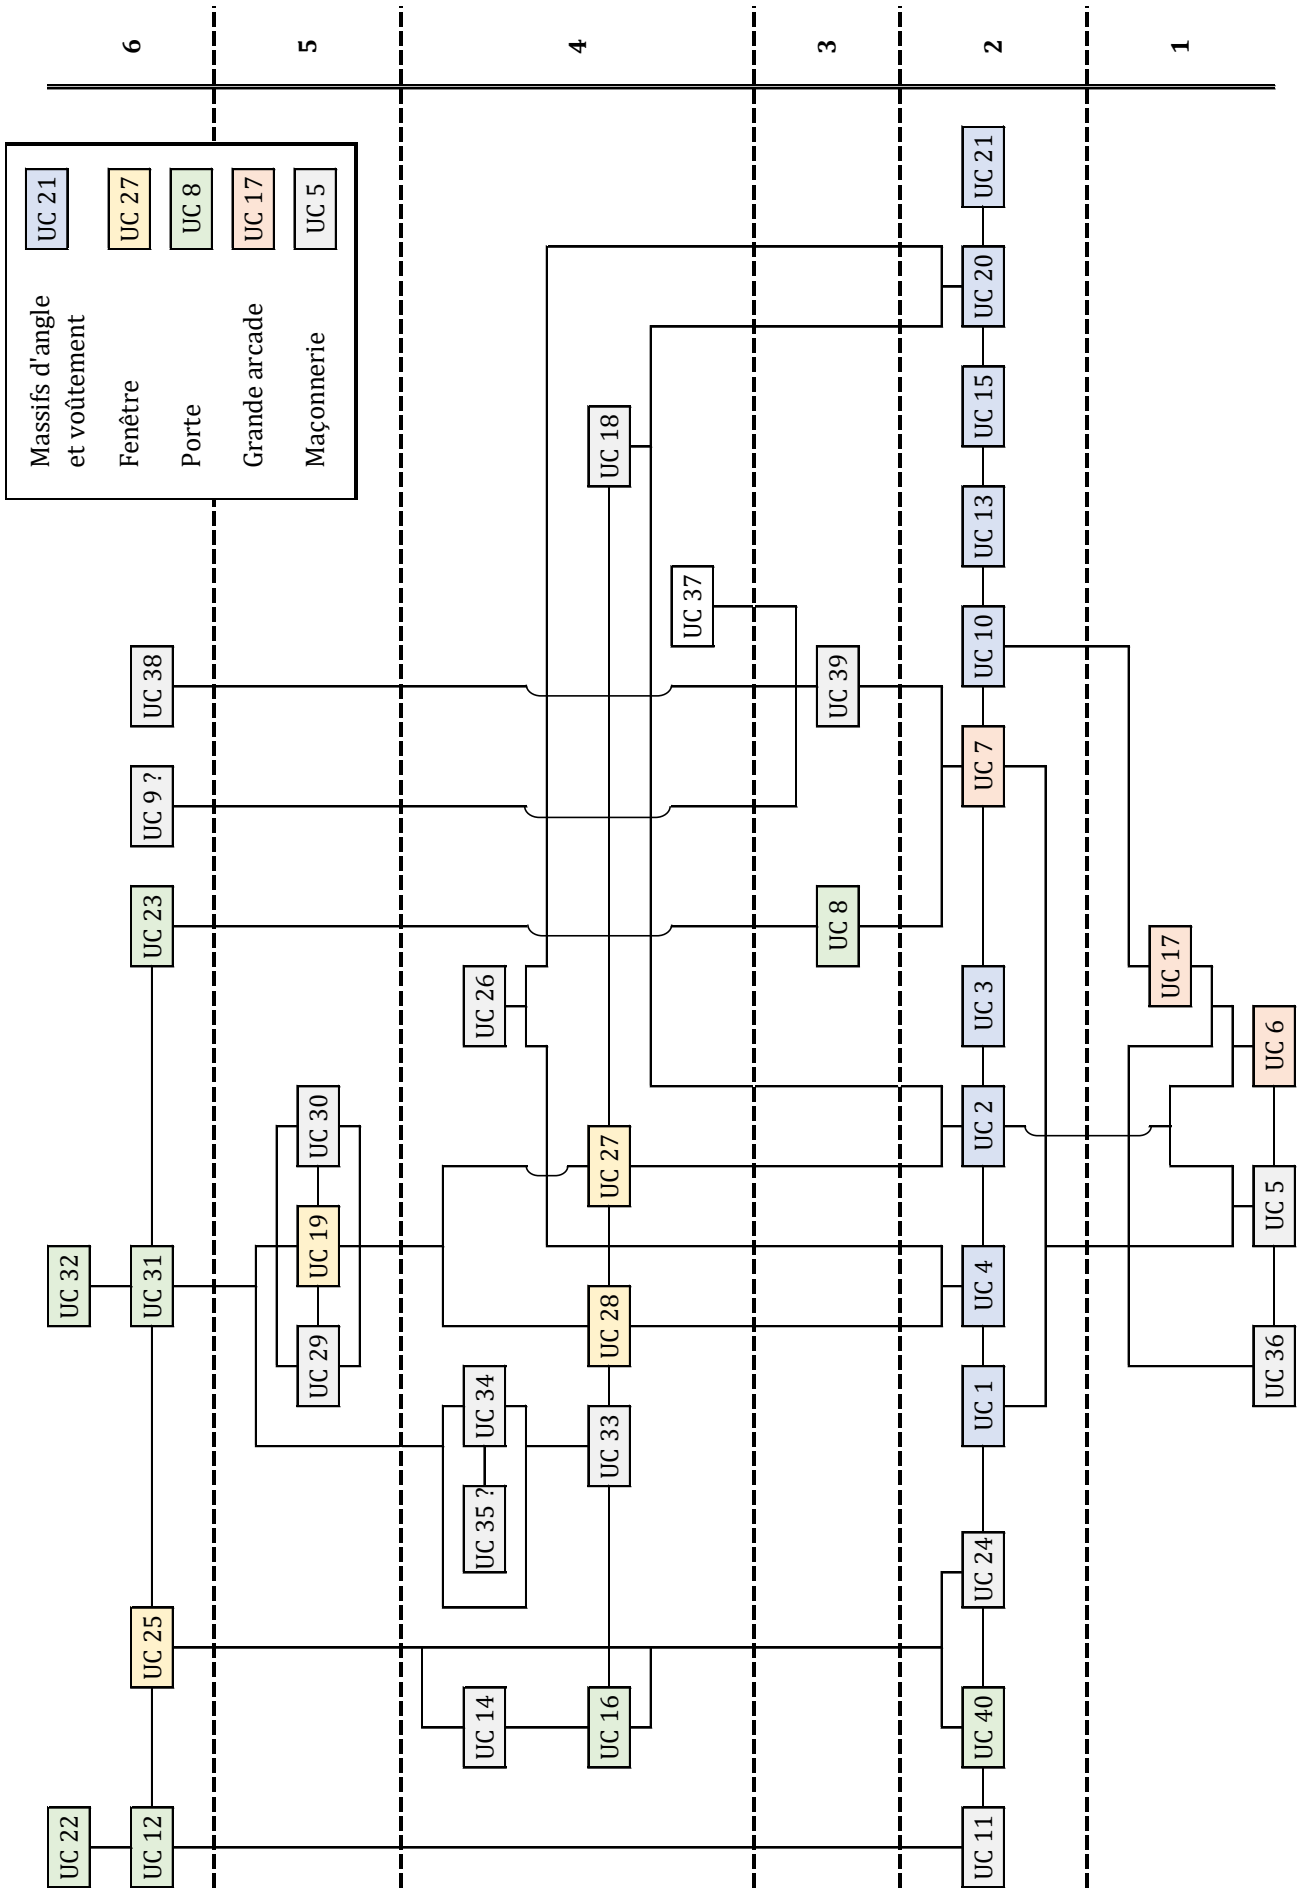 Massifs d'angle
et voûtement
UC 21
Fenêtre
UC 27
Porte
UC 8
Grande arcade
UC 17
Maçonnerie
UC 5
6
UC 22
UC 32
UC 12
UC 25
UC 31
UC 23
UC 9 ?
UC 38
5
UC 29
UC 19
UC 30
4
UC 14
UC 35 ?
UC 34
UC 26
UC 16
UC 33
UC 28
UC 27
UC 18
UC 37
3
UC 8
UC 39
2
UC 11
UC 40
UC 24
UC 1
UC 4
UC 2
UC 3
UC 7
UC 10
UC 13
UC 15
UC 20
UC 21
1
UC 17
UC 36
UC 5
UC 6